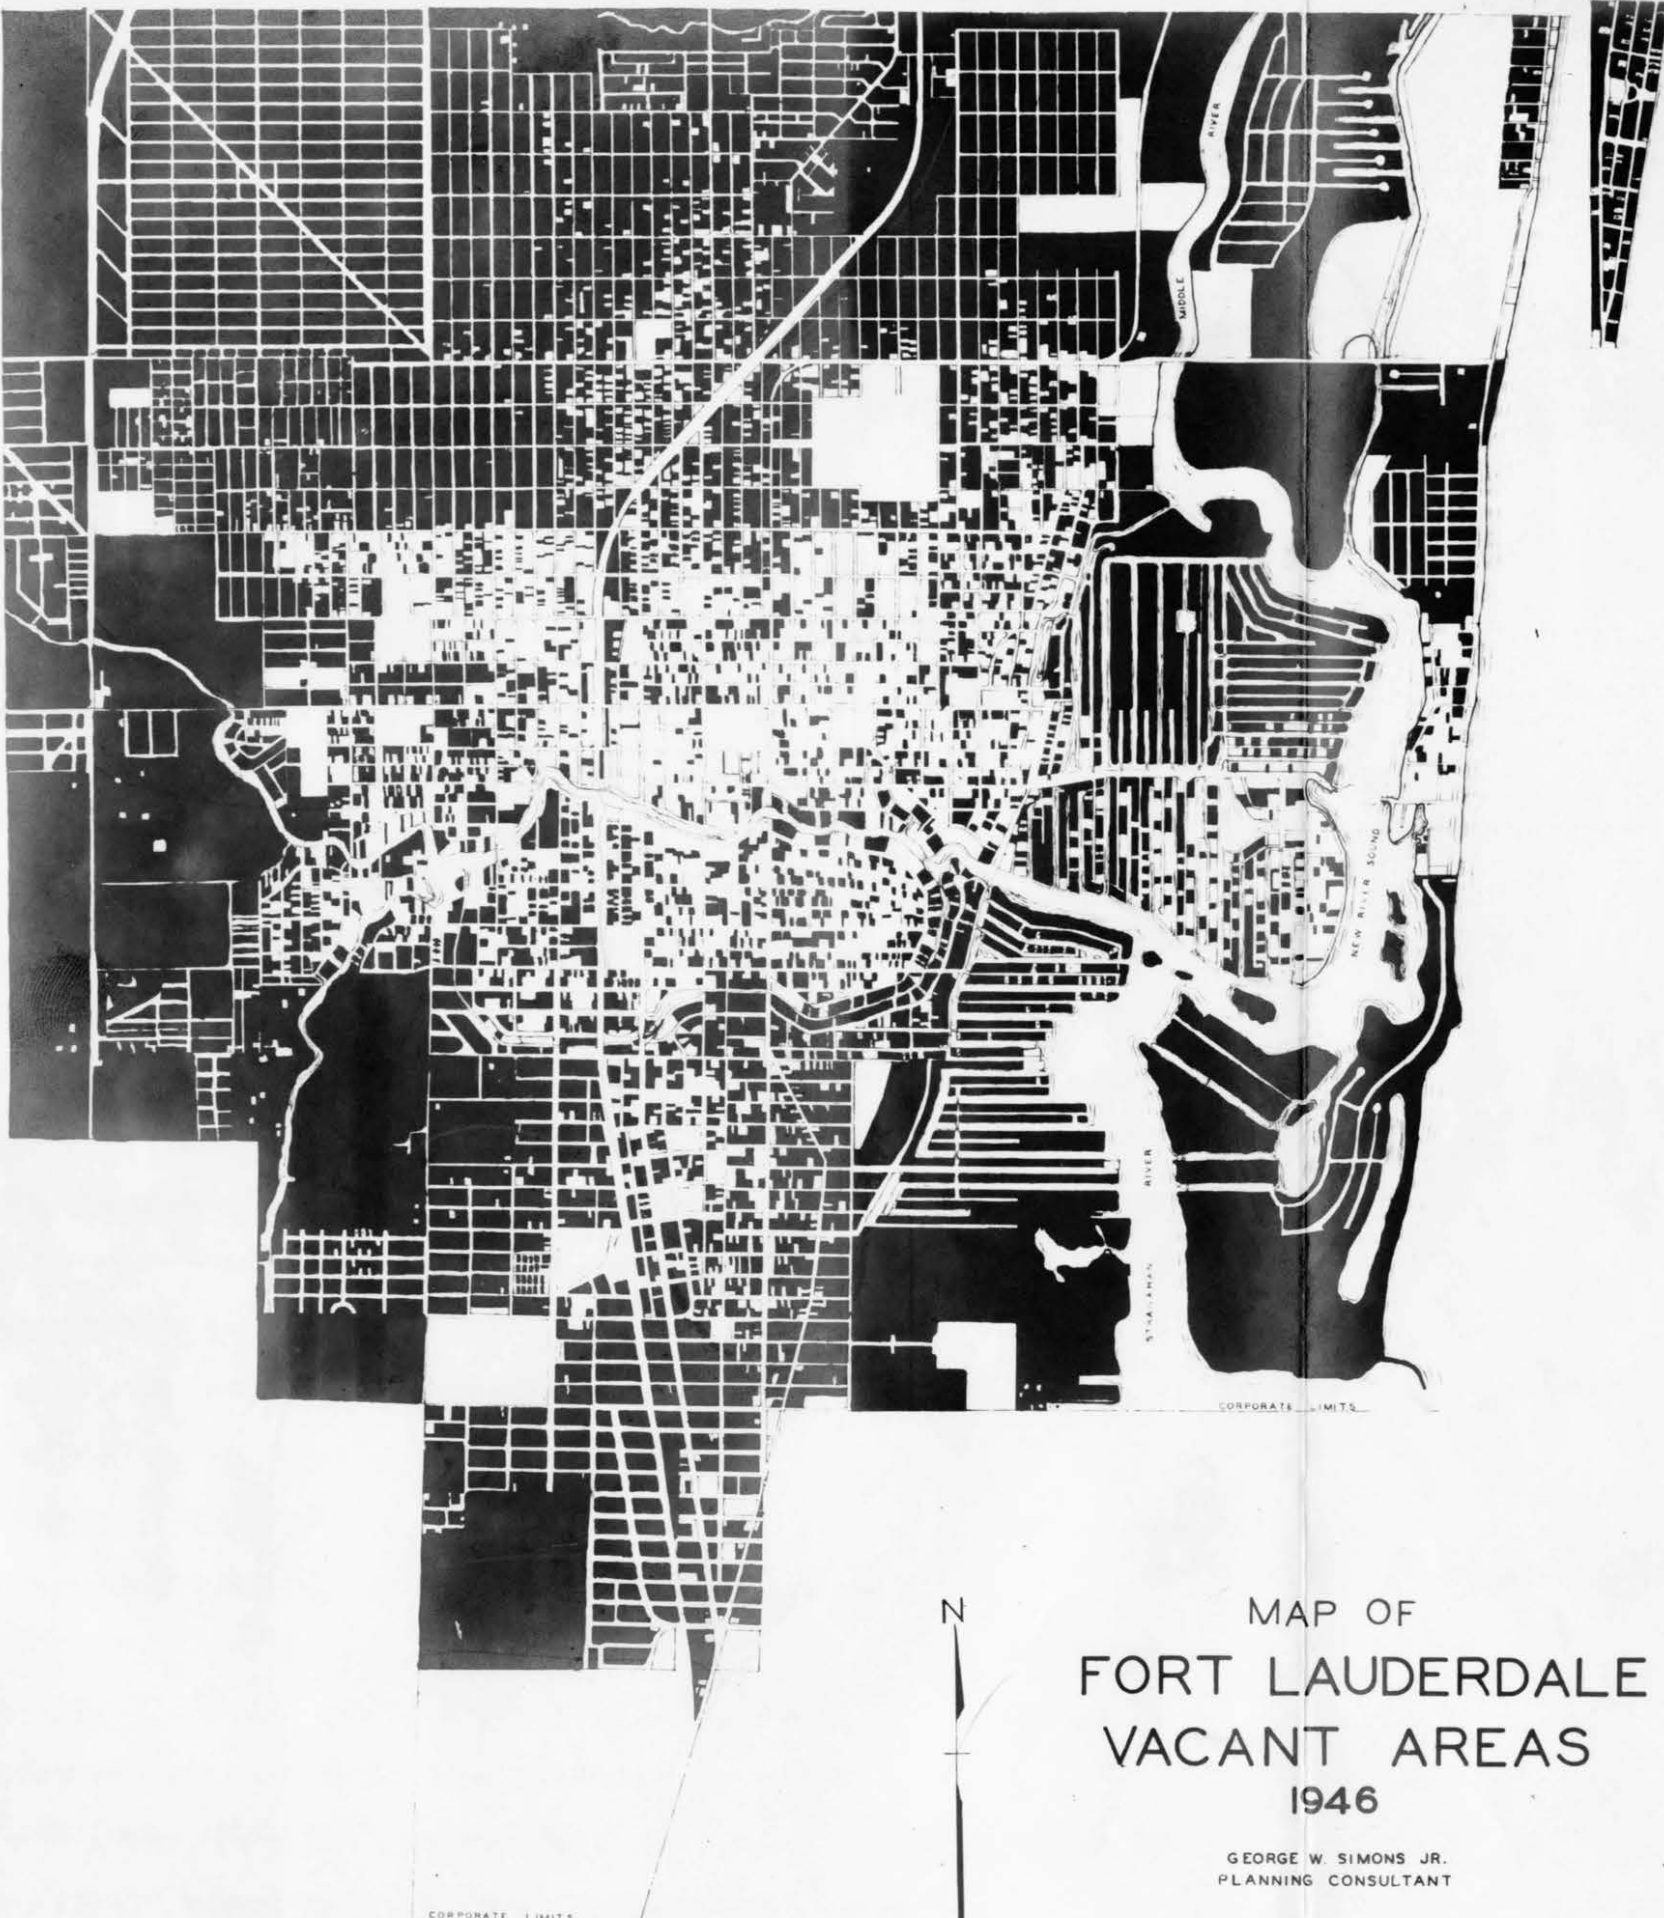 RIVER
MIDDLE
NEW RIVER SOUND
RIVER
STRANAHAN
CORPORATE LIMITS
N
MAP OF
FORT LAUDERDALE
VACANT AREAS
1946
GEORGE W. SIMONS JR.
PLANNING CONSULTANT
CORPORATE LIMITS